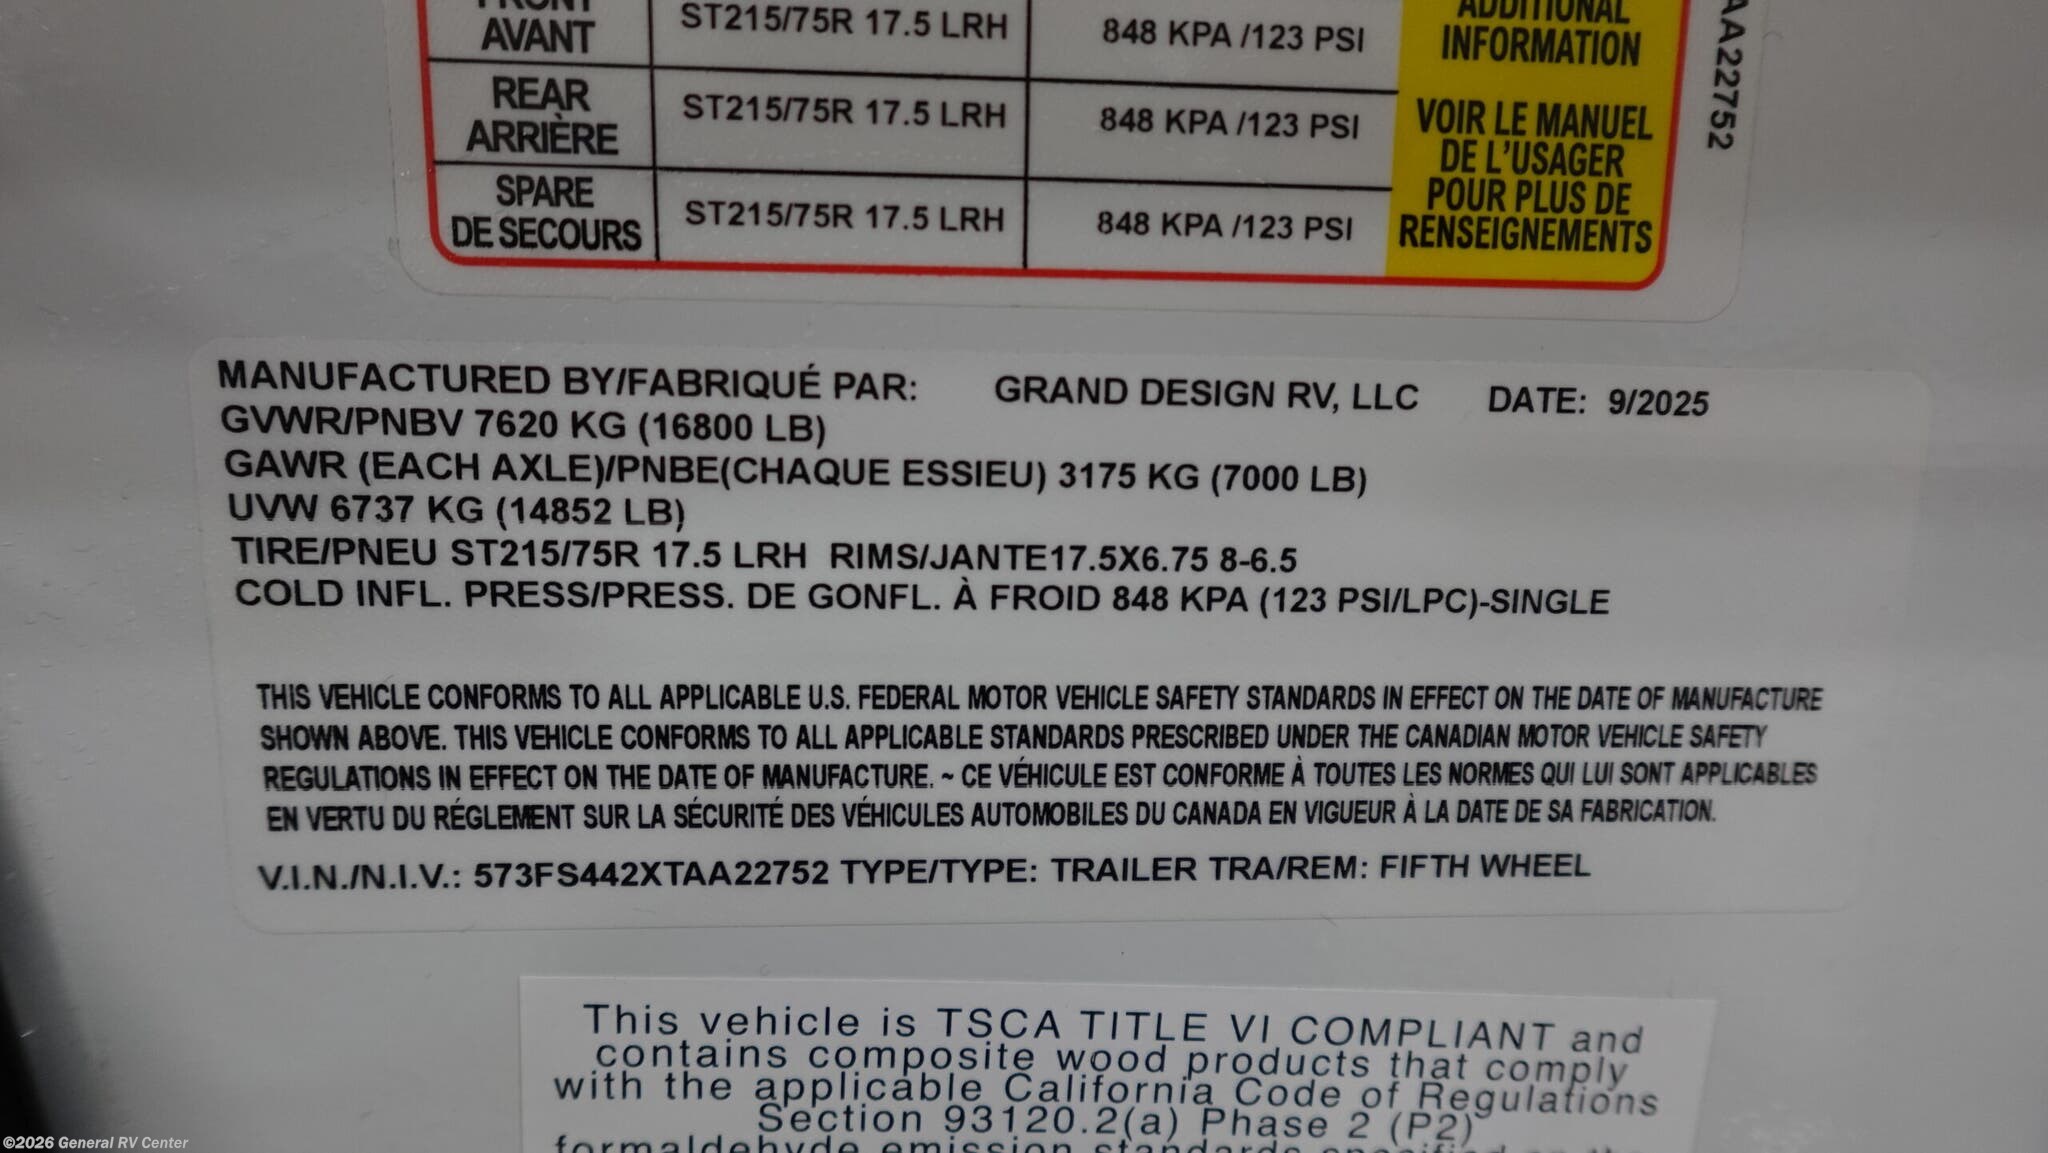 FRONT
AVANT
ST215/75R 17.5 LRH
848 KPA /123 PSI
ADDITIONAL
INFORMATION
REAR
ARRIÈRE
ST215/75R 17.5 LRH
848 KPA /123 PSI
VOIR LE MANUEL
DE L'USAGER
POUR PLUS DE
RENSEIGNEMENTS
SPARE
DE SECOURS
ST215/75R 17.5 LRH
848 KPA /123 PSI
AA22752
MANUFACTURED BY/FABRIQUÉ PAR: GRAND DESIGN RV, LLC DATE: 9/2025
GVWR/PNBV 7620 KG (16800 LB)
GAWR (EACH AXLE)/PNBE(CHAQUE ESSIEU) 3175 KG (7000 LB)
UVW 6737 KG (14852 LB)
TIRE/PNEU ST215/75R 17.5 LRH RIMS/JANTE17.5X6.75 8-6.5
COLD INFL. PRESS/PRESS. DE GONFL. À FROID 848 KPA (123 PSI/LPC)-SINGLE
THIS VEHICLE CONFORMS TO ALL APPLICABLE U.S. FEDERAL MOTOR VEHICLE SAFETY STANDARDS IN EFFECT ON THE DATE OF MANUFACTURE
SHOWN ABOVE. THIS VEHICLE CONFORMS TO ALL APPLICABLE STANDARDS PRESCRIBED UNDER THE CANADIAN MOTOR VEHICLE SAFETY
REGULATIONS IN EFFECT ON THE DATE OF MANUFACTURE. ~ CE VÉHICULE EST CONFORME À TOUTES LES NORMES QUI LUI SONT APPLICABLES
EN VERTU DU RÉGLEMENT SUR LA SÉCURITÉ DES VÉHICULES AUTOMOBILES DU CANADA EN VIGUEUR À LA DATE DE SA FABRICATION.
V.I.N./N.I.V.: 573FS442XTAA22752 TYPE/TYPE: TRAILER TRA/REM: FIFTH WHEEL
This vehicle is TSCA TITLE VI COMPLIANT and
contains composite wood products that comply
with the applicable California Code of Regulations
Section 93120.2(a) Phase 2 (P2)
formaldehyde emission standards specified on the
©2026 General RV Center